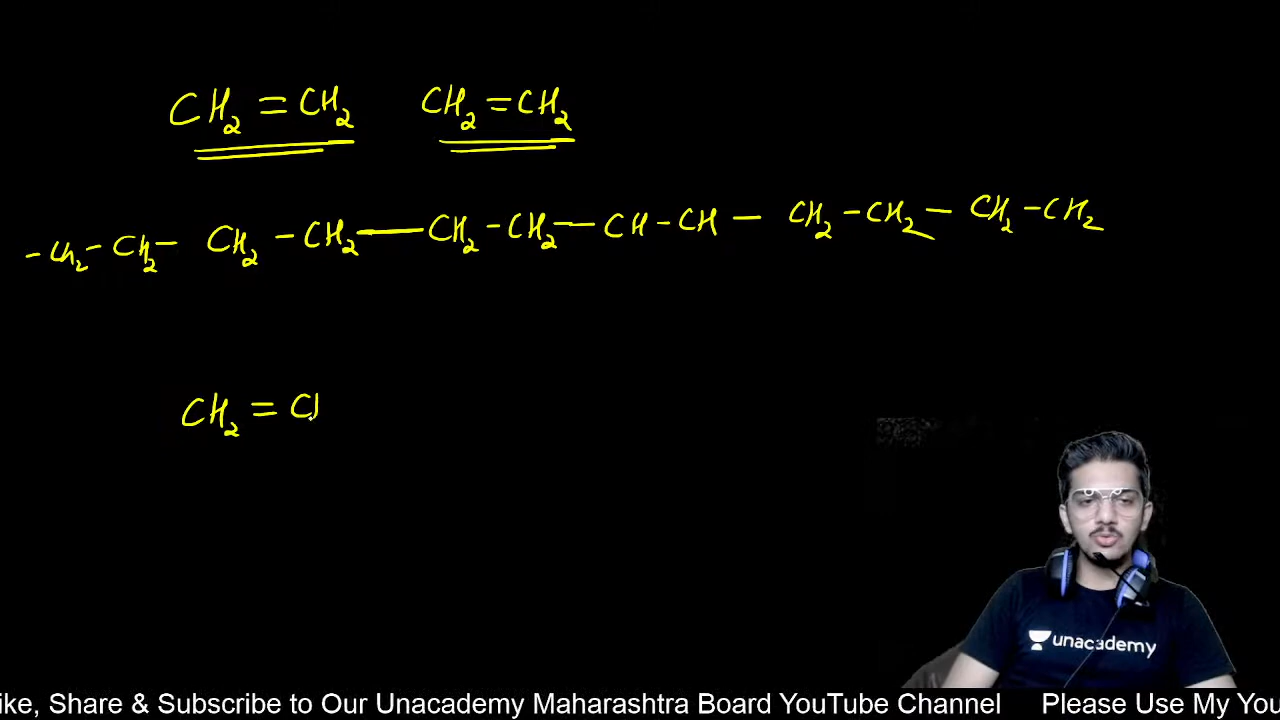 CH₂ = CH₂ CH₂ = CH₂
- CH₂ - CH₂ - CH₂ - CH₂ - CH₂ - CH₂ - CH - CH - CH₂ - CH₂ - CH₂ - CH₂
CH₂ = CH
unacademy
ike, Share & Subscribe to Our Unacademy Maharashtra Board YouTube Channel Please Use My You